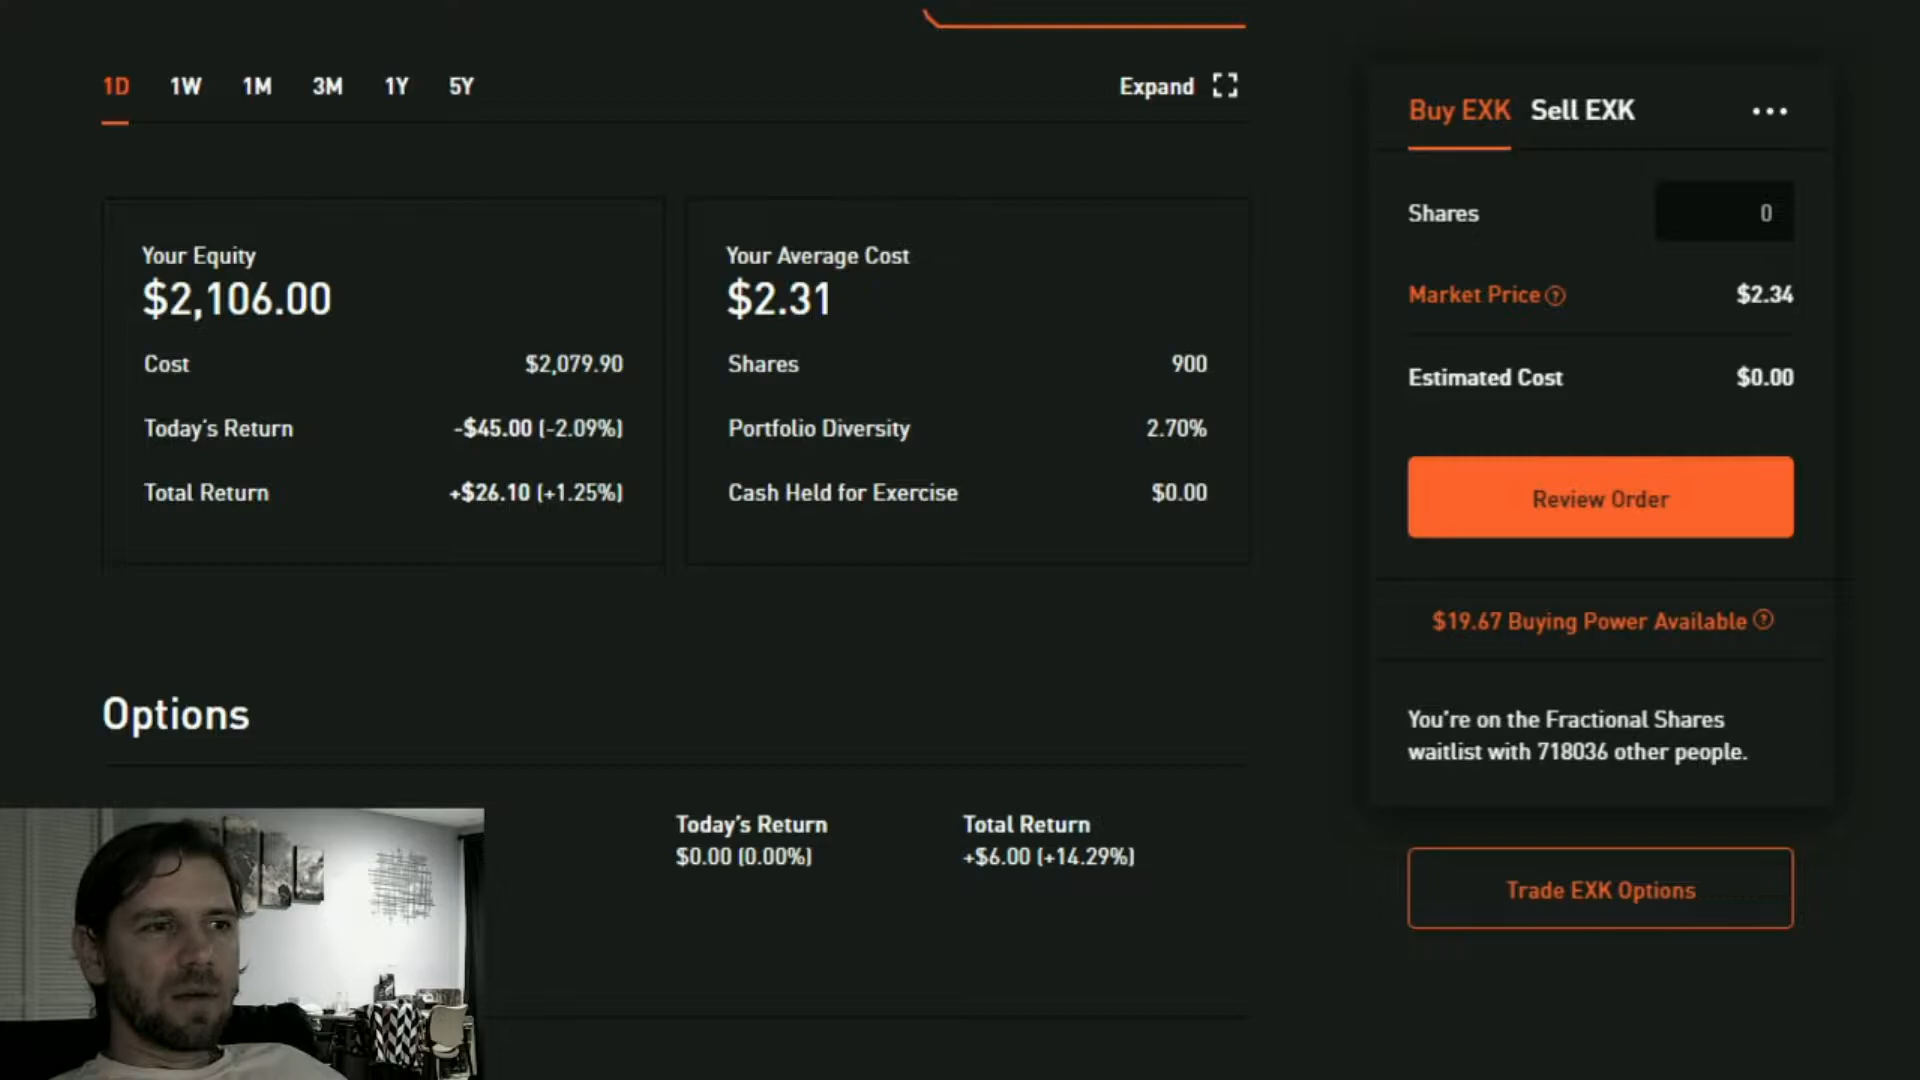 1D 1W 1M 3M 1Y 5Y Expand
Your Equity
$2,106.00
Cost $2,079.90
Today's Return -$45.00 (-2.09%)
Total Return +$26.10 (+1.25%)
Your Average Cost
$2.31
Shares 900
Portfolio Diversity 2.70%
Cash Held for Exercise $0.00
Options
Today's Return
$0.00 (0.00%)
Total Return
+$6.00 (+14.29%)
Buy EXK Sell EXK
Shares 0
Market Price $2.34
Estimated Cost $0.00
Review Order
$19.67 Buying Power Available
You're on the Fractional Shares
waitlist with 718036 other people.
Trade EXK Options